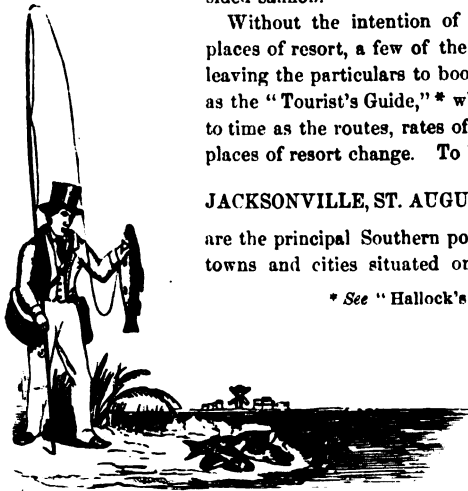 Without the intention of
places of resort, a few of the
leaving the particulars to boo
as the "Tourist's Guide,"* w
to time as the routes, rates of
places of resort change. To
JACKSONVILLE, ST. AUGU
are the principal Southern po
towns and cities situated or
* See "Hallock's